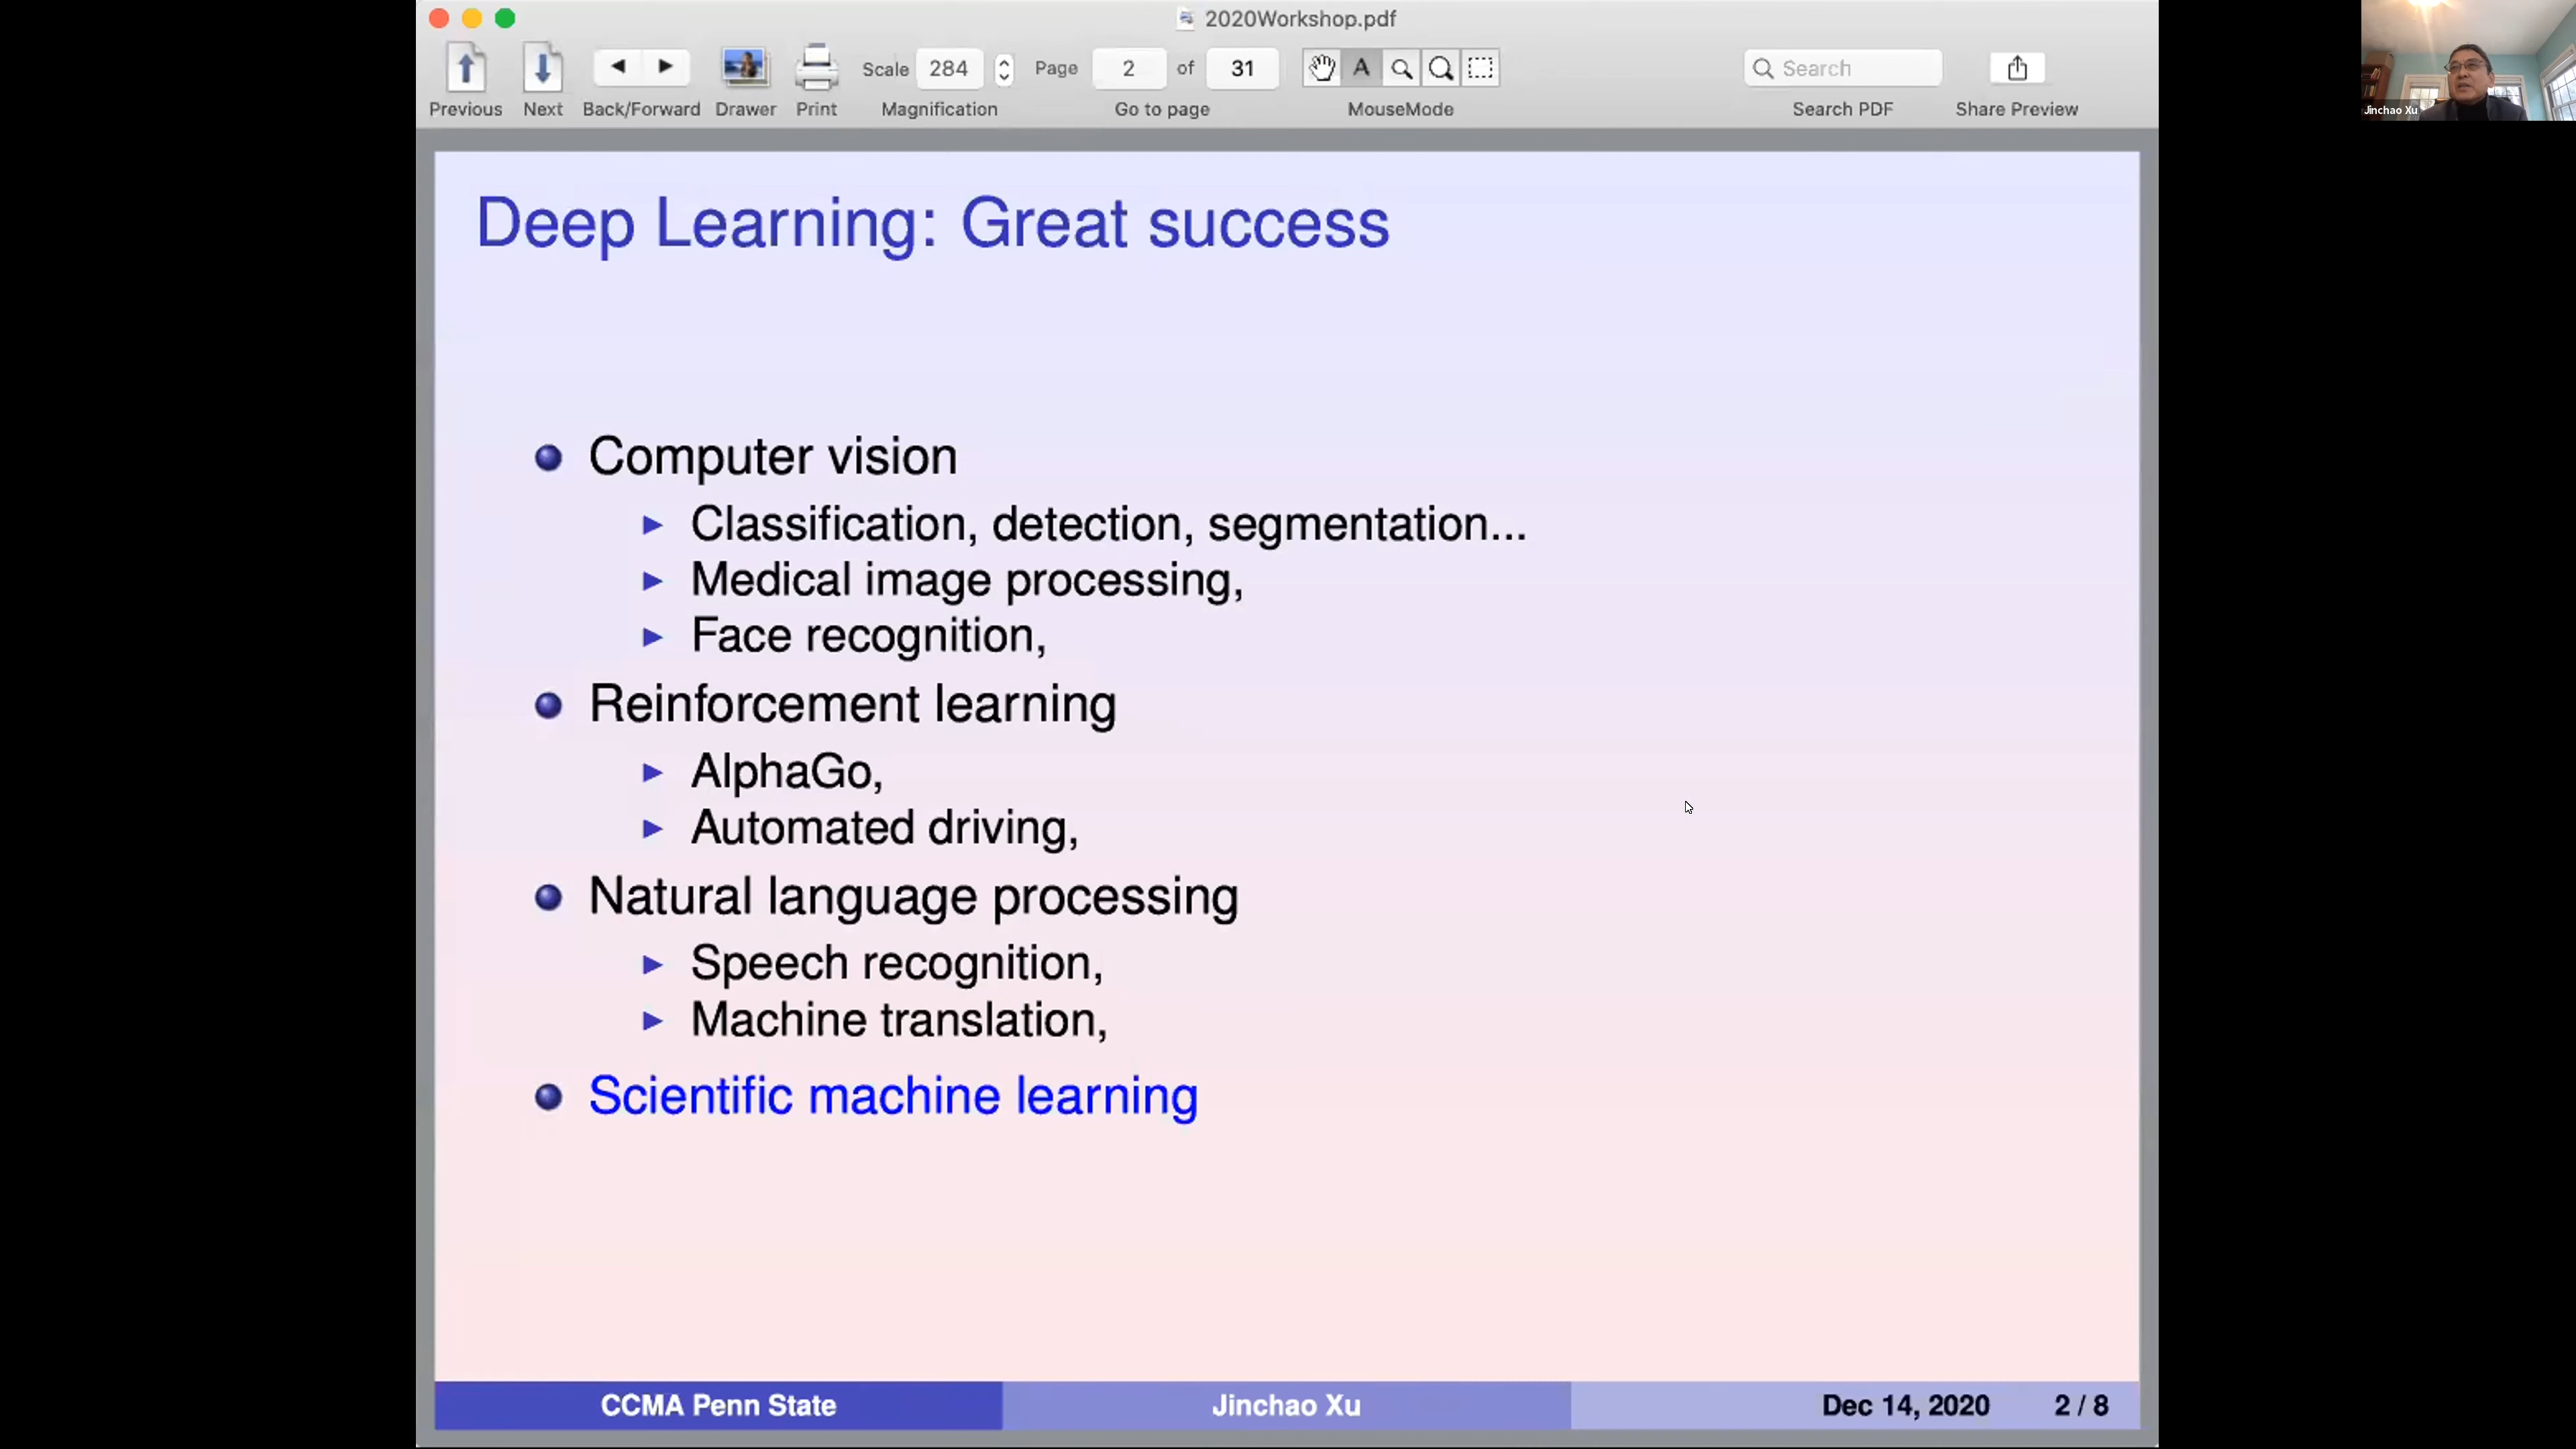 2020Workshop.pdf
Previous
Next
Back/Forward
Drawer
Print
Scale 284
Magnification
Page 2 of 31
Go to page
A
MouseMode
Search
Search PDF
Share Preview
Jinchao Xu
Deep Learning: Great success
Computer vision
Classification, detection, segmentation...
Medical image processing,
Face recognition,
Reinforcement learning
AlphaGo,
Automated driving,
Natural language processing
Speech recognition,
Machine translation,
Scientific machine learning
CCMA Penn State
Jinchao Xu
Dec 14, 2020
2 / 8